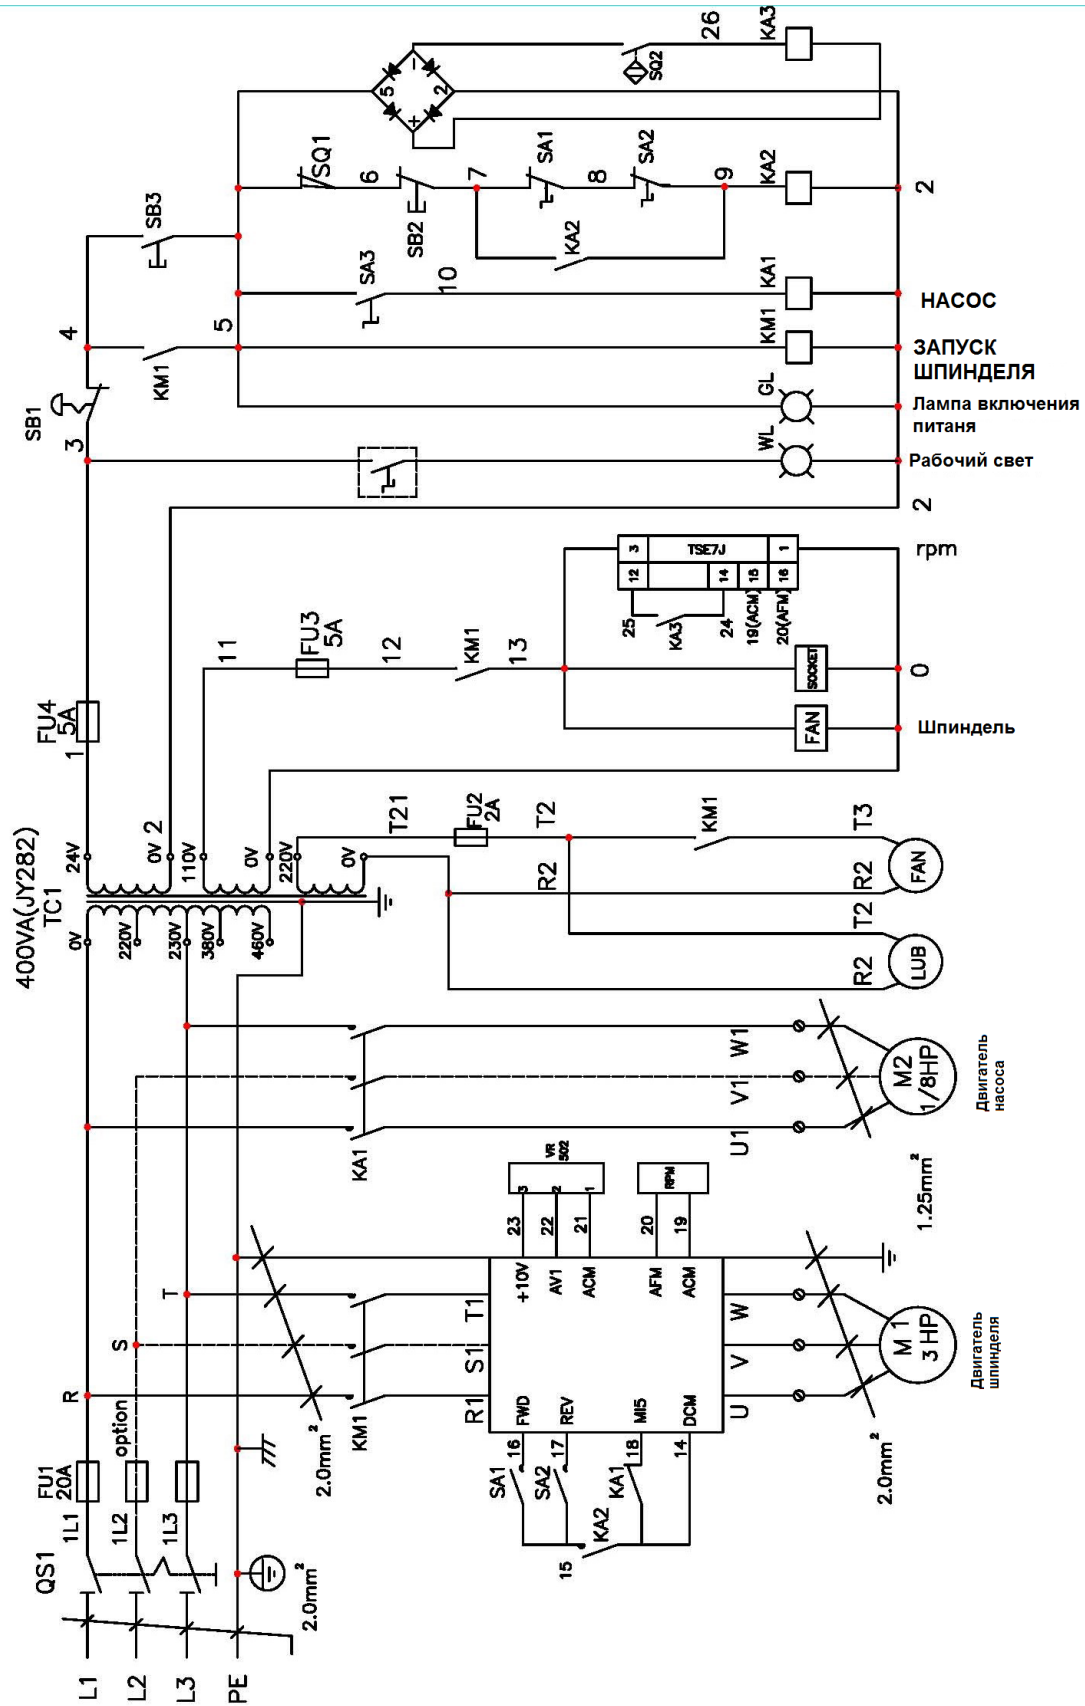 26
KA3
SQ2
5
2
SQ1
6
SB2
7
SA1
8
SA2
9
KA2
KA2
2
SB3
SA3
10
KA1
НАСОС
4
5
KM1
KM1
ЗАПУСК
ШПИНДЕЛЯ
GL
Лампа включения
питаня
SB1
3
WL
Рабочий свет
2
3
TSE7J
1
12
14
15
16
25
KA3
24
19(ACM)
20(AFM)
rpm
11
FU3
5A
12
KM1
13
SOCKET
0
FU4
5A
1
FAN
Шпиндель
400VA(JY282)
TC1
24V
0V
2
110V
0V
220V
0V
0V
220V
230V
380V
460V
T21
FU2
2A
T2
R2
KM1
T3
R2
FAN
T2
R2
LUB
KA1
W1
V1
U1
M2
1/8HP
Двигатель
насоса
1.25mm²
VR
502
3
2
1
RPM
23
22
21
20
19
+10V
AV1
ACM
AFM
ACM
T
S
R
KM1
T1
S1
R1
W
V
U
M 1
3 HP
Двигатель
шпинделя
FWD
REV
MI5
DCM
2.0mm²
2.0mm²
option
FU1
20A
SA1
16
SA2
17
KA1
18
14
KA2
15
1L1
1L2
1L3
QS1
2.0mm²
L1
L2
L3
PE